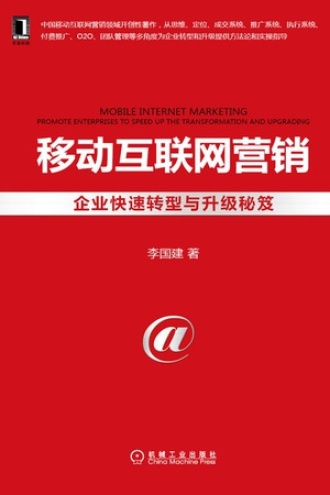 中国移动互联网营销领域开创性著作，从思维、定位、成交系统、推广系统、执行系统、
付费推广、O2O、团队管理等多角度为企业转型和升级提供方法论和实操指导
MOBILE INTERNET MARKETING
PROMOTE ENTERPRISES TO SPEED UP THE TRANSFORMATION AND UPGRADING
移动互联网营销
企业快速转型与升级秘笈
李国建 著
@
机械工业出版社
China Machine Press